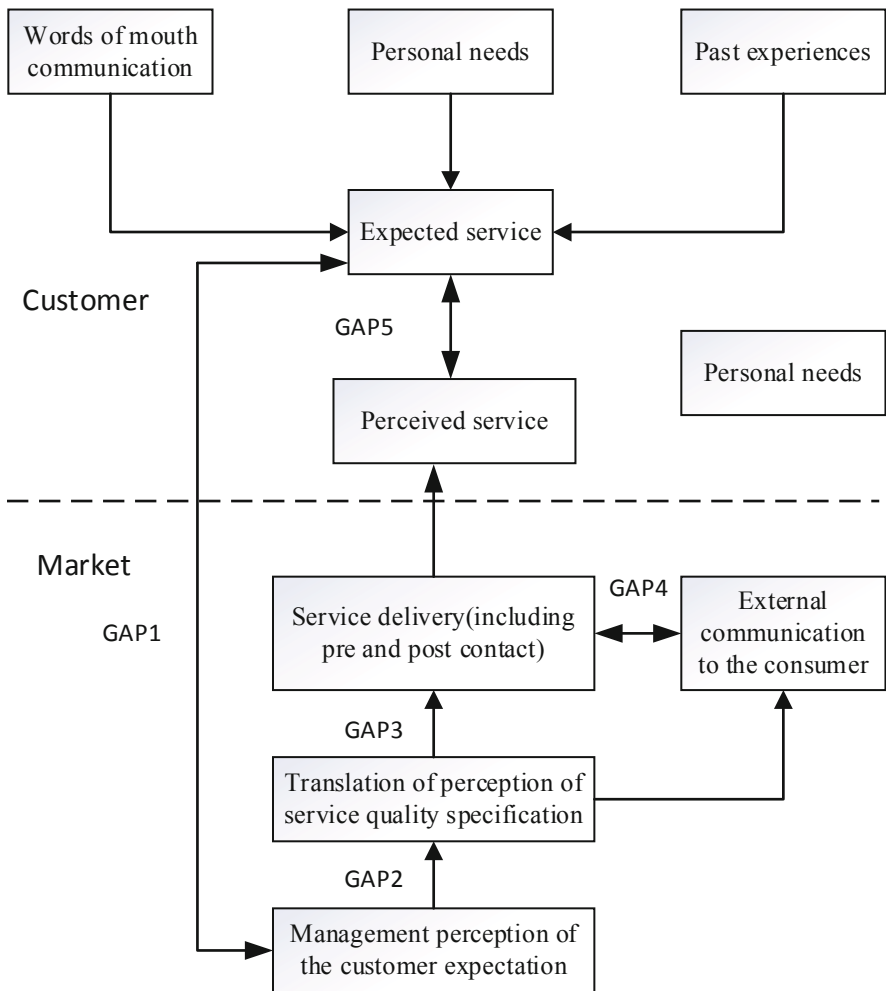 Words of mouth
communication
Personal needs
Past experiences
Expected service
Customer
GAP5
Personal needs
Perceived service
Market
GAP1
Service delivery(including
pre and post contact)
GAP4
External
communication
to the consumer
GAP3
Translation of perception of
service quality specification
GAP2
Management perception of
the customer expectation